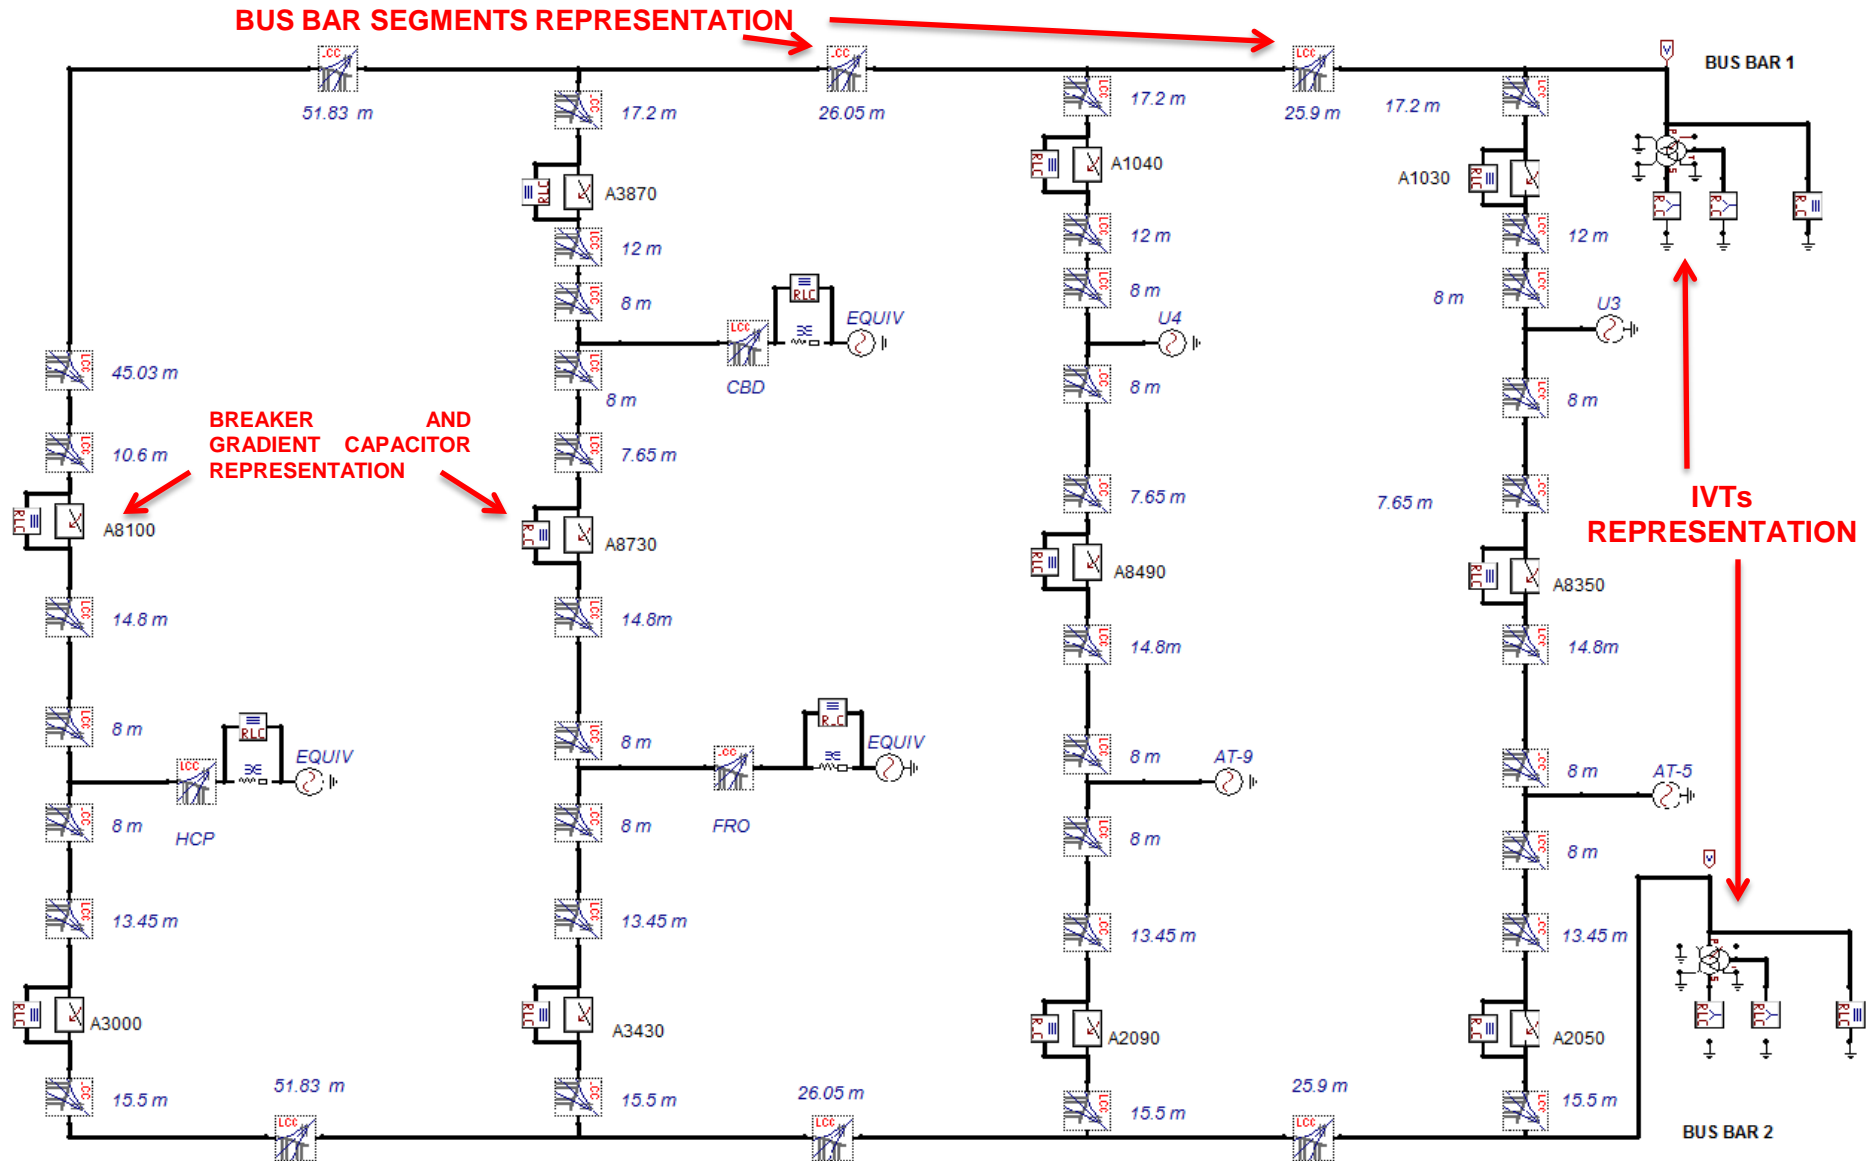 BUS BAR SEGMENTS REPRESENTATION
BUS BAR 1
51.83 m
17.2 m
26.05 m
17.2 m
25.9 m
17.2 m
A3870
A1040
A1030
12 m
12 m
12 m
8 m
8 m
8 m
EQUIV
U4
U3
CBD
45.03 m
8 m
8 m
8 m
BREAKER AND
GRADIENT CAPACITOR
REPRESENTATION
10.6 m
7.65 m
7.65 m
7.65 m
IVTs
REPRESENTATION
A8100
A8730
A8490
A8350
14.8 m
14.8m
14.8m
14.8m
8 m
8 m
8 m
8 m
EQUIV
EQUIV
AT-9
AT-5
HCP
FRO
8 m
8 m
8 m
8 m
13.45 m
13.45 m
13.45 m
13.45 m
A3000
A3430
A2090
A2050
15.5 m
15.5 m
15.5 m
15.5 m
51.83 m
26.05 m
25.9 m
BUS BAR 2